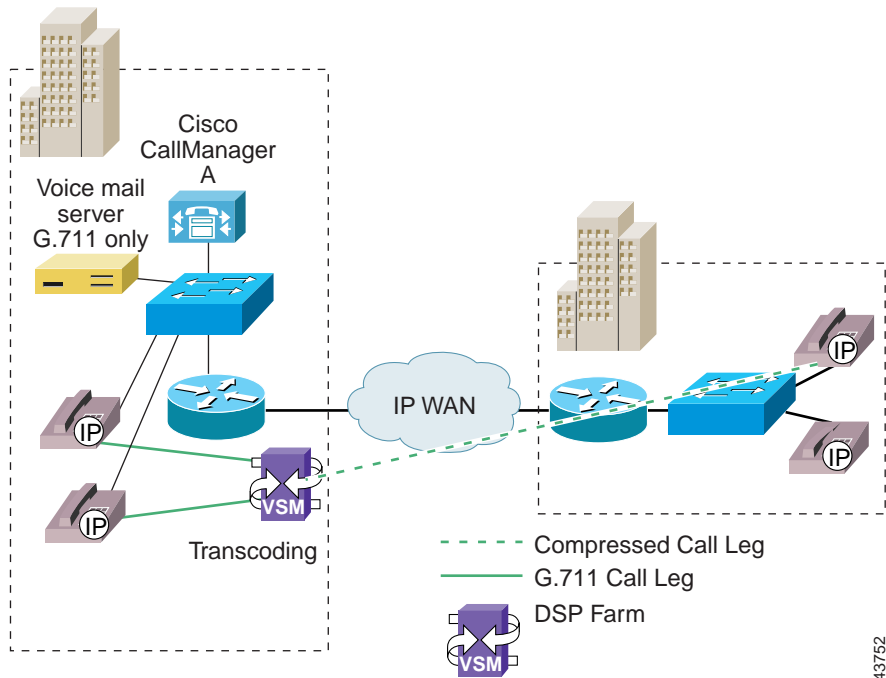 Cisco
CallManager
A
Voice mail
server
G.711 only
IP WAN
IP
IP
IP
IP
VSM
Transcoding
Compressed Call Leg
G.711 Call Leg
DSP Farm
VSM
43752